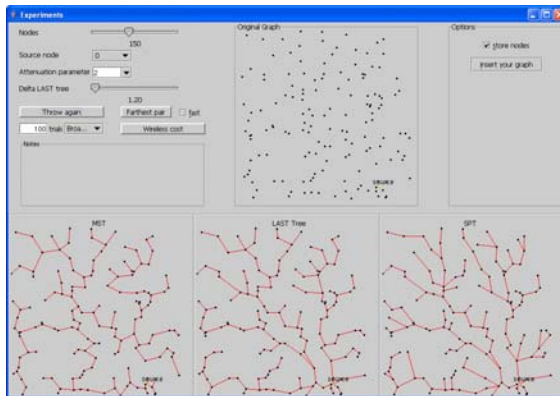 Experiments
Nodes
150
Source node
0
Attenuation parameter
2
Delta LAST tree
1.20
Throw again
Farthest pair
fast
100 trials
Broa...
Wireless cost
Notes
Original Graph
source
Options
store nodes
Insert your graph
MST
source
LAST Tree
source
SPT
source